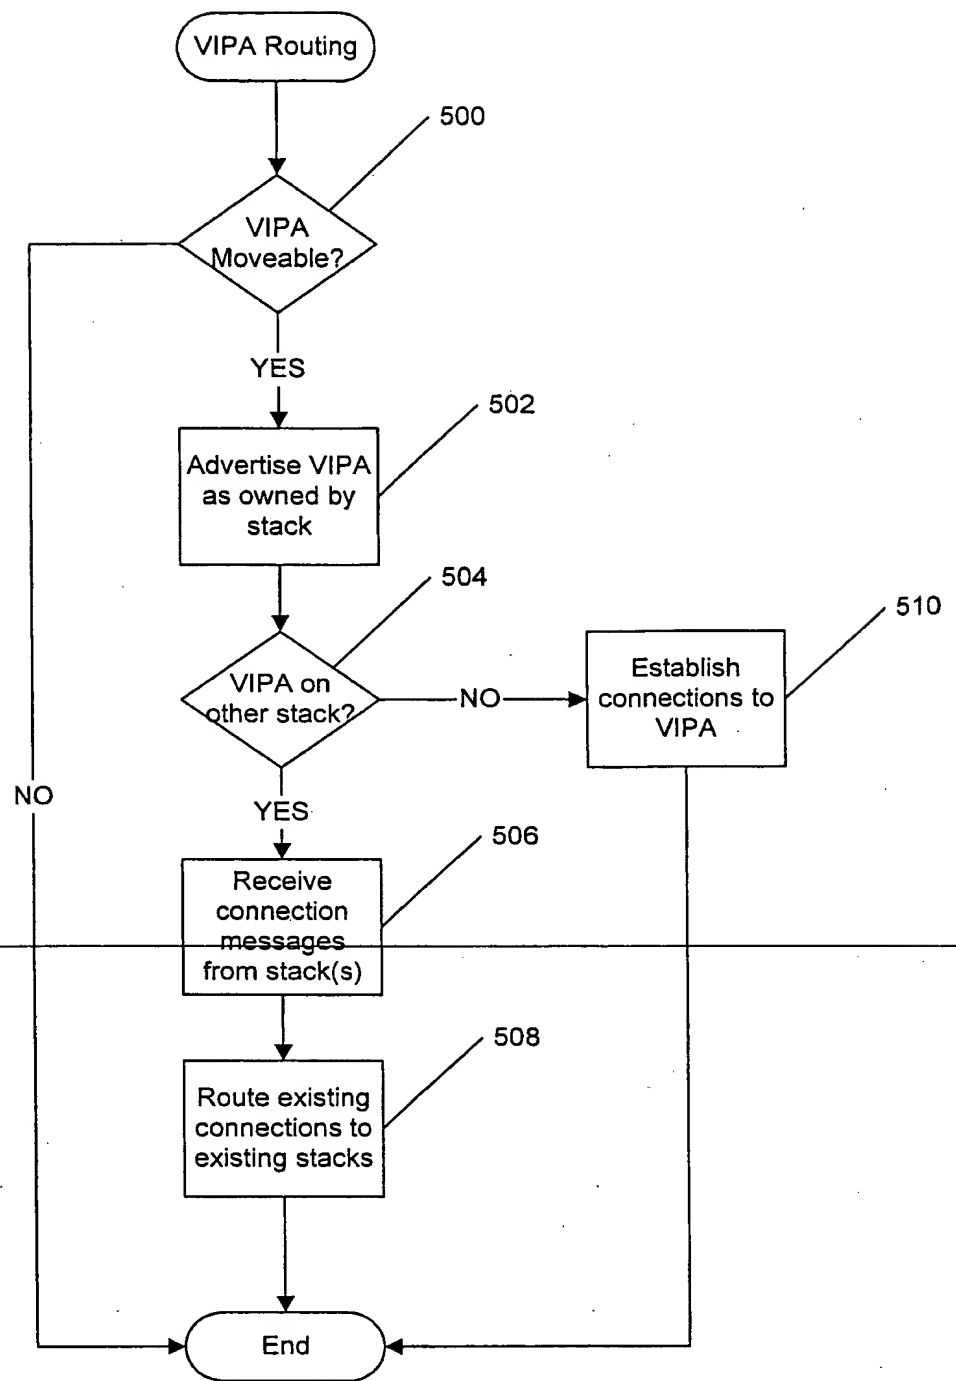 VIPA Routing
500
VIPA
Moveable?
YES
502
Advertise VIPA
as owned by
stack
504
VIPA on
other stack?
NO
510
Establish
connections to
VIPA
NO
YES
506
Receive
connection
messages
from stack(s)
508
Route existing
connections to
existing stacks
End